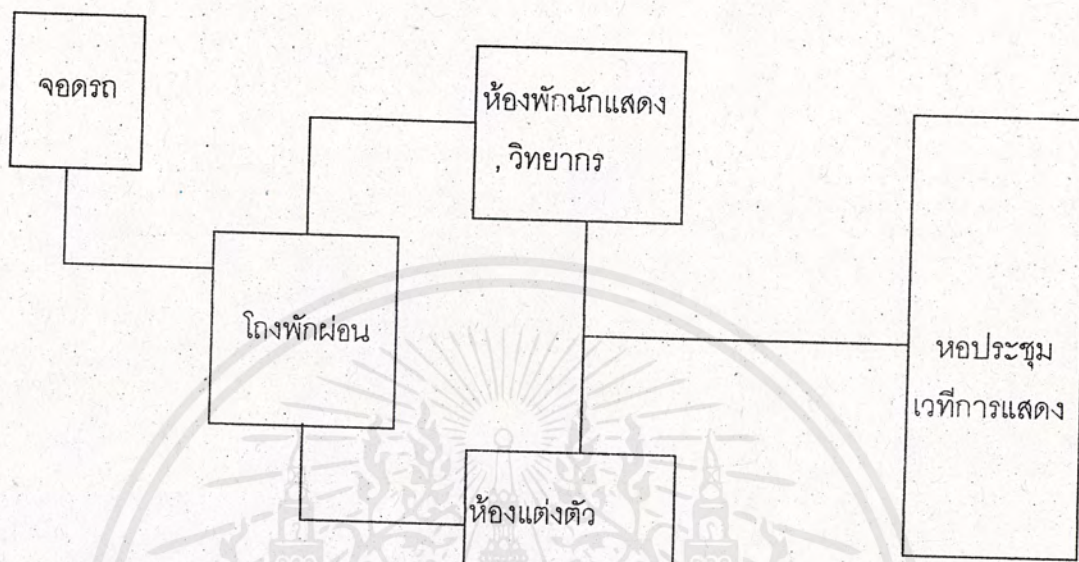 จอดรถ
ห้องพักนักแสดง
, วิทยากร
โถงพักผ่อน
หอประชุม
เวทีการแสดง
ห้องแต่งตัว